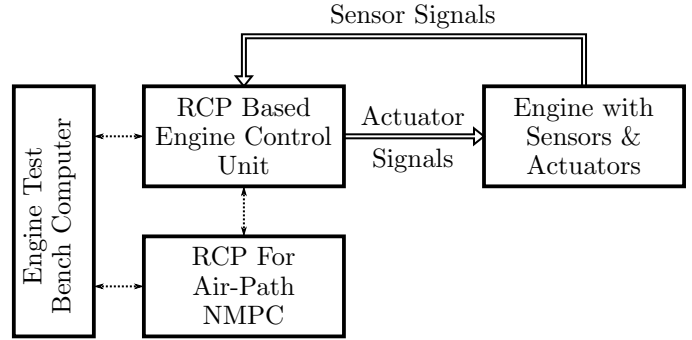 Sensor Signals
RCP Based
Engine Control
Unit
Actuator
Signals
Engine with
Sensors &
Actuators
Engine Test
Bench Computer
RCP For
Air-Path
NMPC